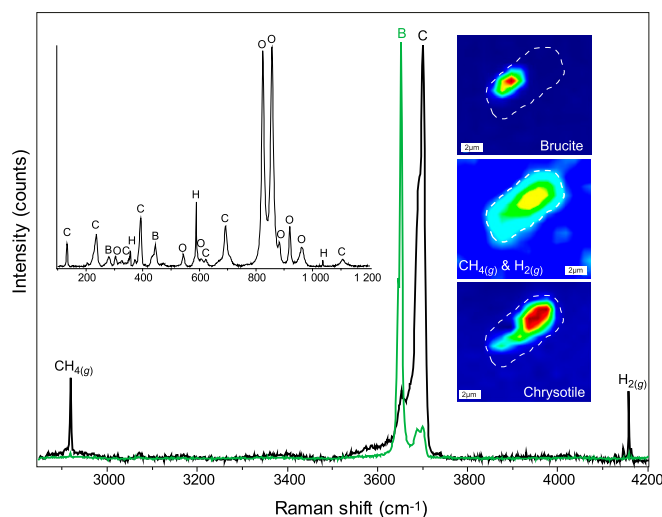 B C
Brucite
2µm
CH4(g) & H2(g)
2µm
Chrysotile
2µm
O O
C C B O C H C B O H O C C O O O H C
200 400 600 800 1 000 1 200
Intensity (counts)
CH4(g)
H2(g)
3000 3200 3400 3600 3800 4000 4200
Raman shift (cm-1)